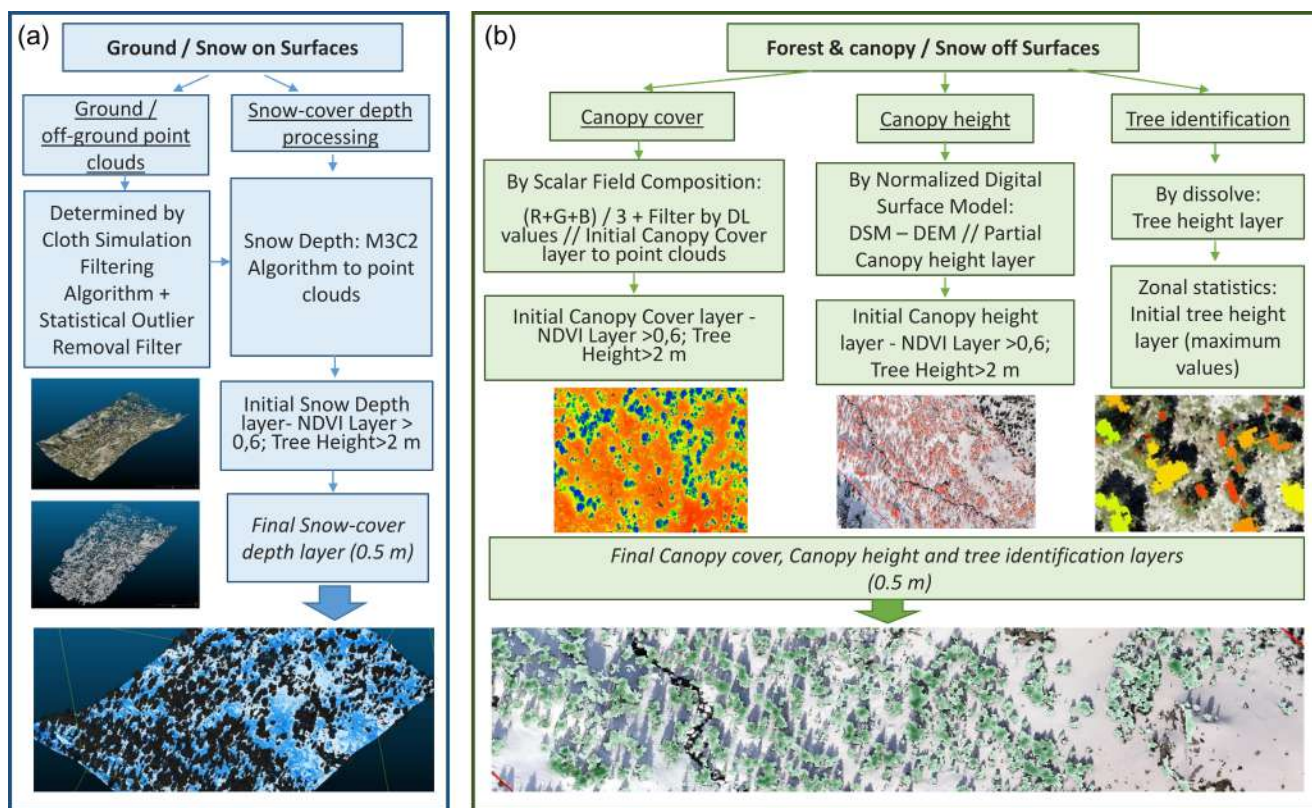 (a)
Ground / Snow on Surfaces
Ground /
off-ground point
clouds
Snow-cover depth
processing
Determined by
Cloth Simulation
Filtering
Algorithm +
Statistical Outlier
Removal Filter
Snow Depth: M3C2
Algorithm to point
clouds
Initial Snow Depth
layer- NDVI Layer >
0,6; Tree Height>2 m
Final Snow-cover
depth layer (0.5 m)
(b)
Forest & canopy / Snow off Surfaces
Canopy cover
Canopy height
Tree identification
By Scalar Field Composition:
(R+G+B) / 3 + Filter by DL
values // Initial Canopy Cover
layer to point clouds
By Normalized Digital
Surface Model:
DSM – DEM // Partial
Canopy height layer
By dissolve:
Tree height layer
Initial Canopy Cover layer -
NDVI Layer >0,6; Tree
Height>2 m
Initial Canopy height
layer - NDVI Layer >0,6;
Tree Height>2 m
Zonal statistics:
Initial tree height
layer (maximum
values)
Final Canopy cover, Canopy height and tree identification layers
(0.5 m)